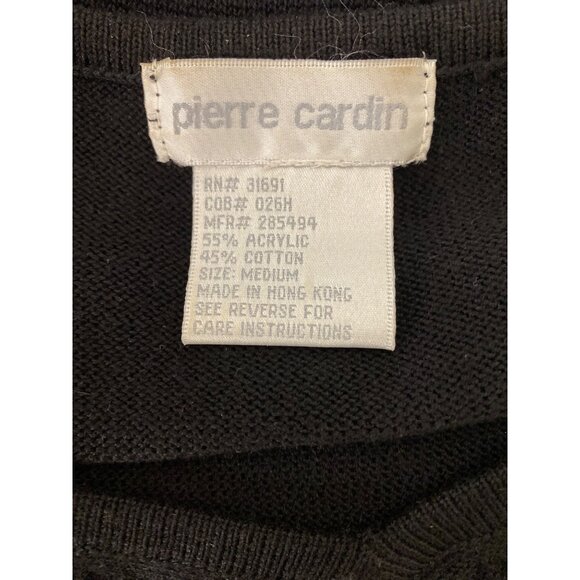 pierre cardin
RN# 31691
COB# 026H
MFR# 285494
55% ACRYLIC
45% COTTON
SIZE: MEDIUM
MADE IN HONG KONG
SEE REVERSE FOR
CARE INSTRUCTIONS